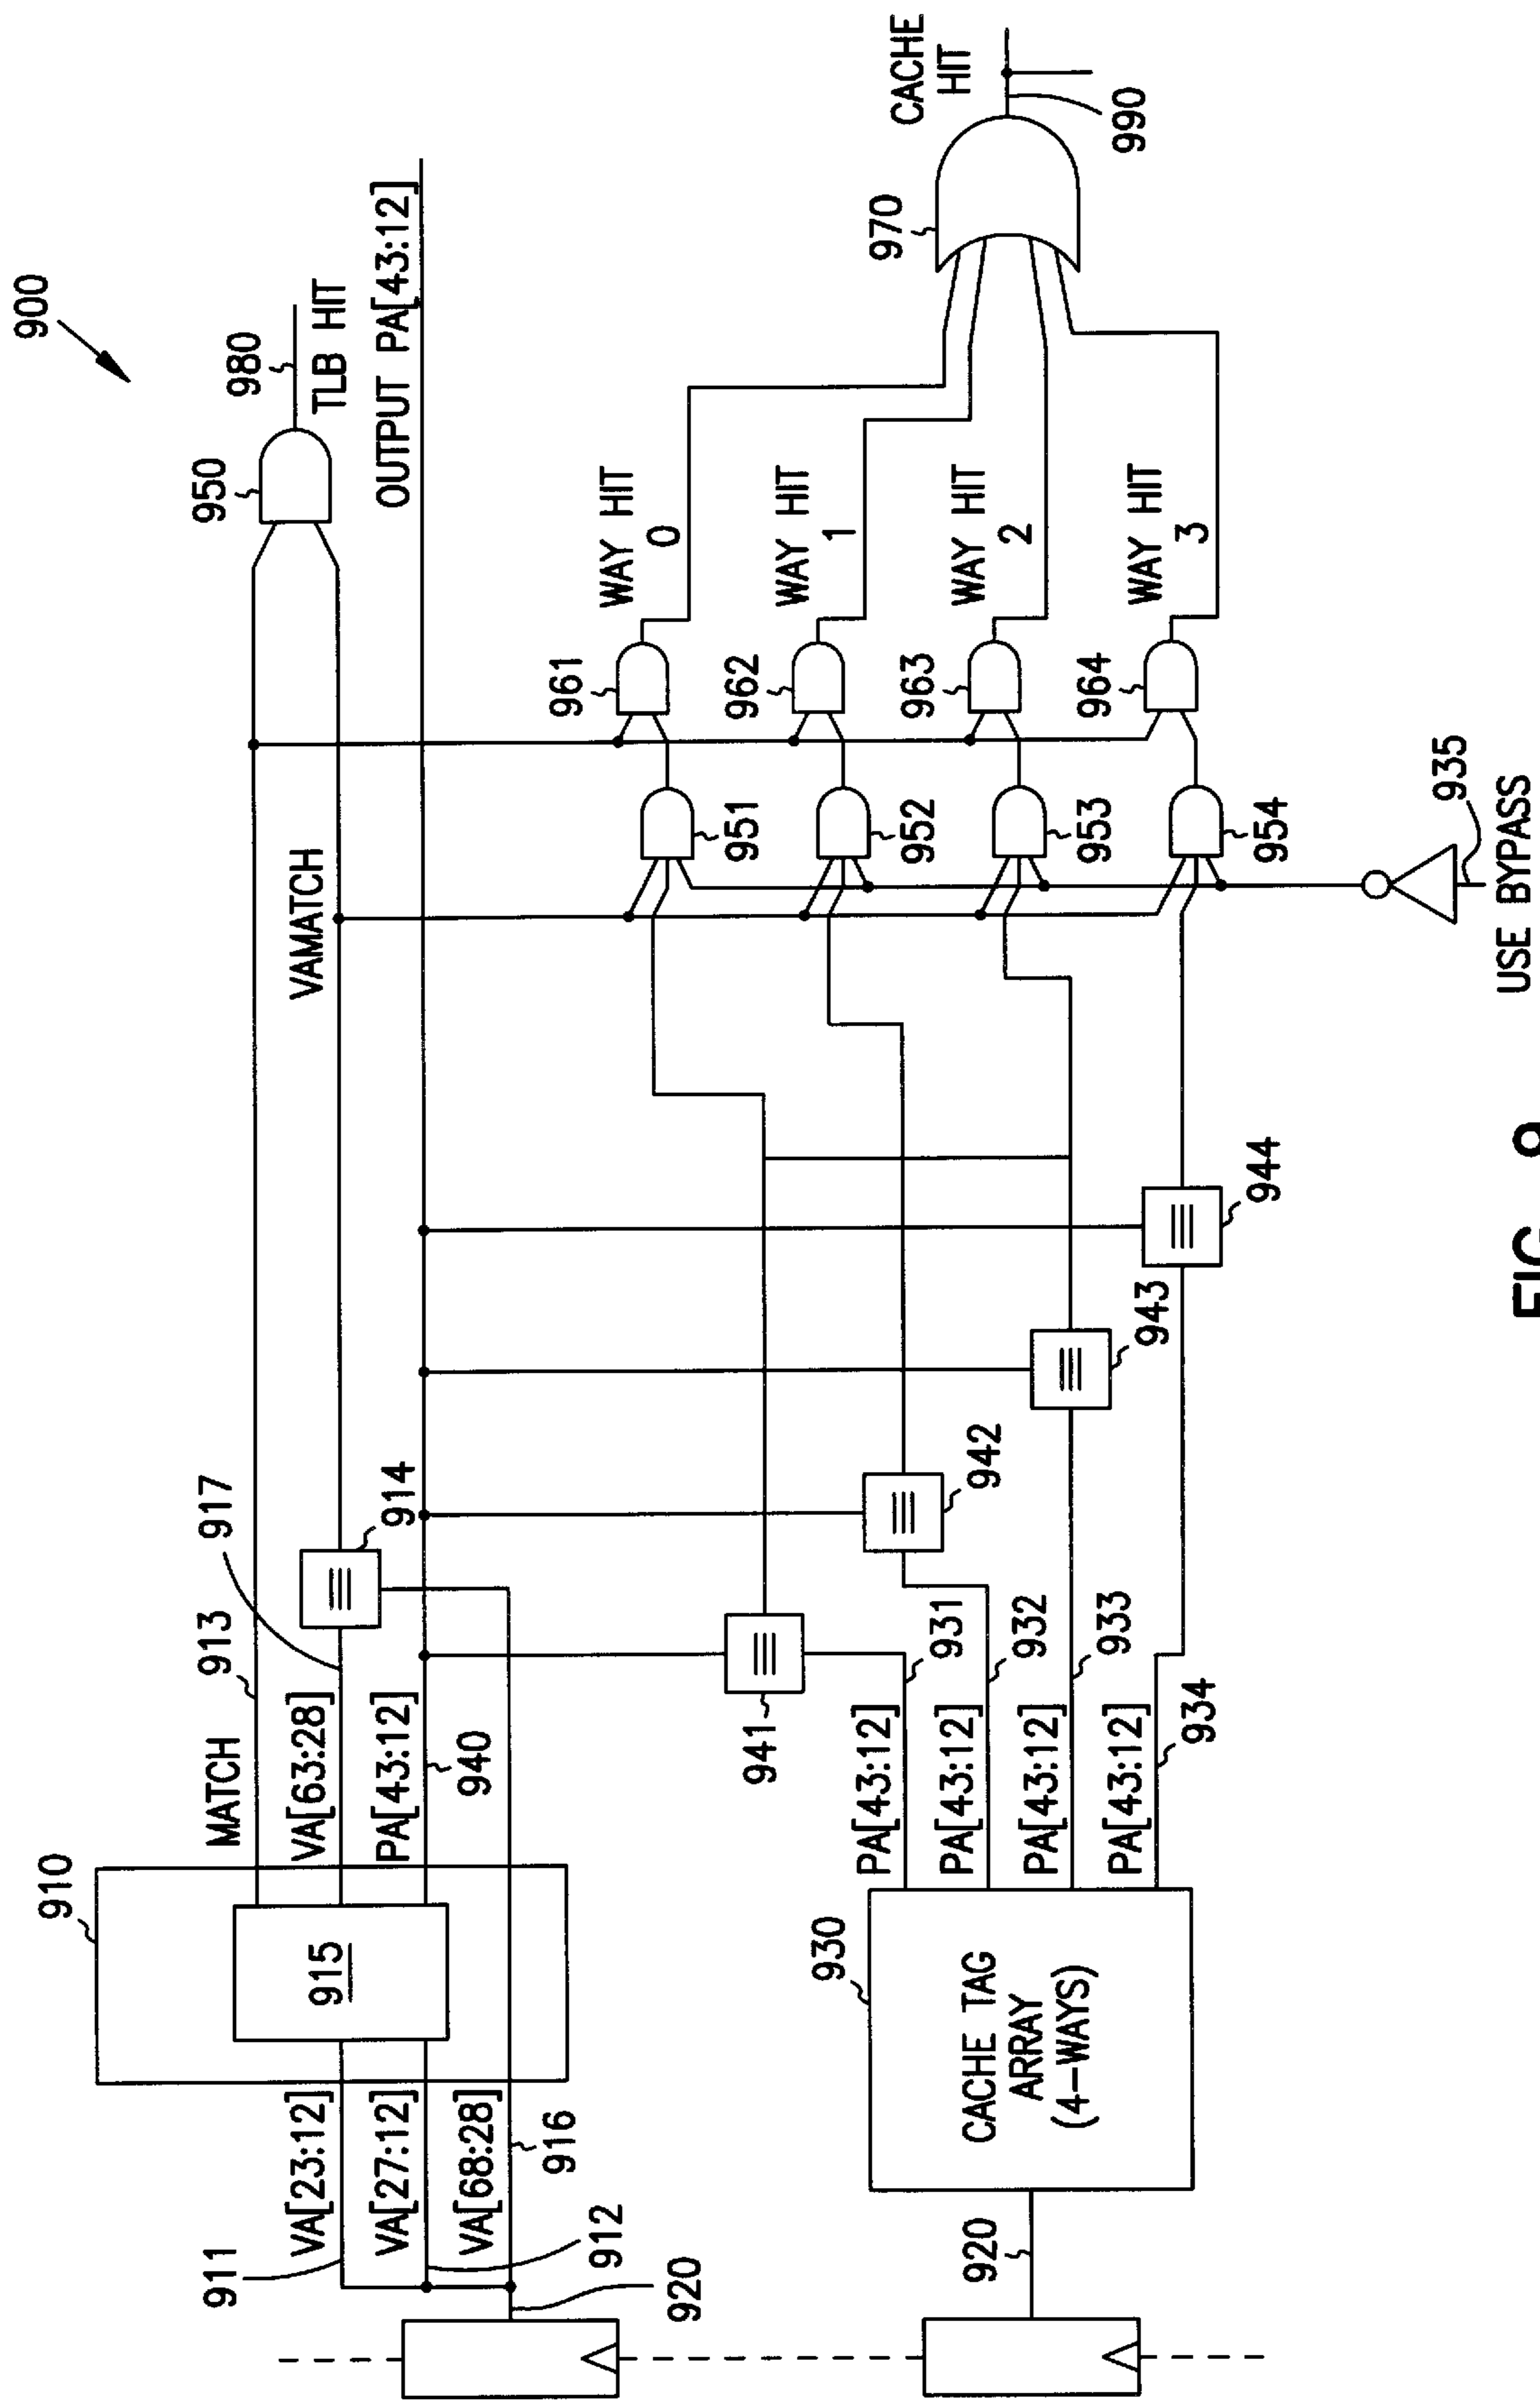 900
980
TLB HIT
950
OUTPUT PA[43:12]
CACHE
HIT
990
970
WAY HIT
0
WAY HIT
1
WAY HIT
2
WAY HIT
3
961
962
963
964
VAMATCH
951
952
953
954
935
USE BYPASS
917
913
914
MATCH
VA[63:28]
PA[43:12]
940
941
942
943
944
910
915
VA[23:12]
VA[27:12]
VA[68:28]
911
912
916
920
PA[43:12]
931
PA[43:12]
932
PA[43:12]
933
PA[43:12]
934
930
CACHE TAG
ARRAY
(4-WAYS)
920
FIG. 9